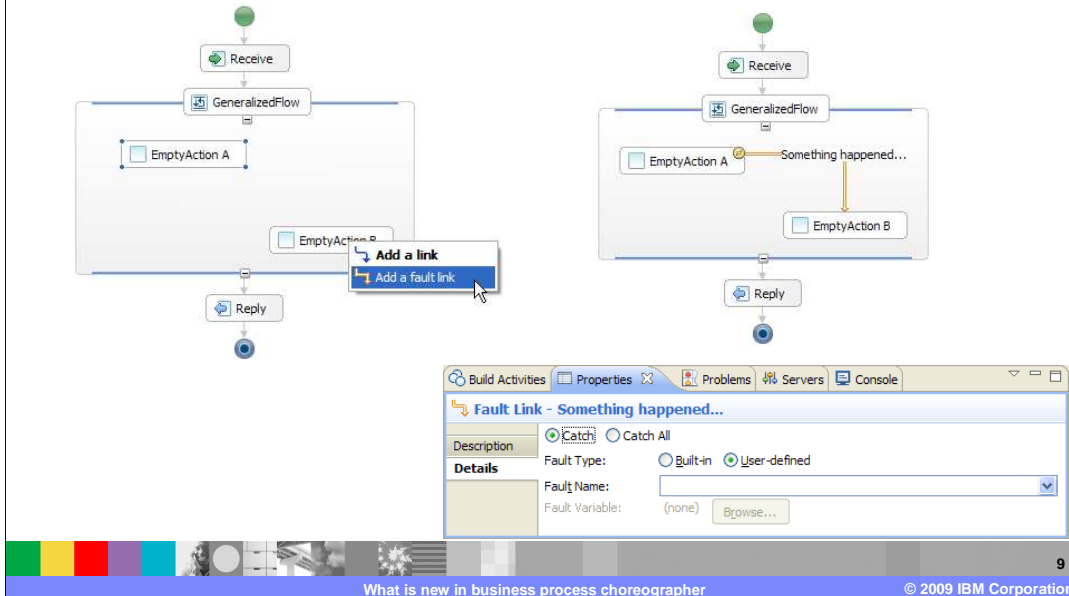 Receive
GeneralizedFlow
EmptyAction A
EmptyAction
Add a link
Add a fault link
Reply
Receive
GeneralizedFlow
EmptyAction A
Something happened...
EmptyAction B
Reply
Build Activities Properties Problems Servers Console
Fault Link - Something happened...
Description
Details
Catch Catch All
Fault Type: Built-in User-defined
Fault Name:
Fault Variable: (none) Browse...
9
What is new in business process choreographer © 2009 IBM Corporation